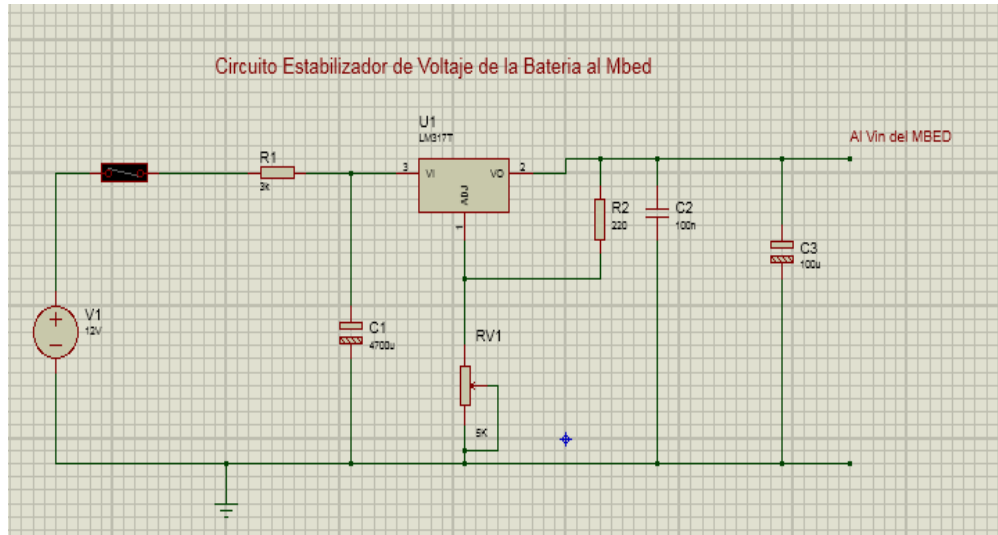 Circuito Estabilizador de Voltaje de la Bateria al Mbed
U1
LM317T
Al Vin del MBED
R1
3k
3
VI
VO
2
ADJ
1
R2
220
C2
100n
C3
100u
V1
12V
C1
4700u
RV1
5K